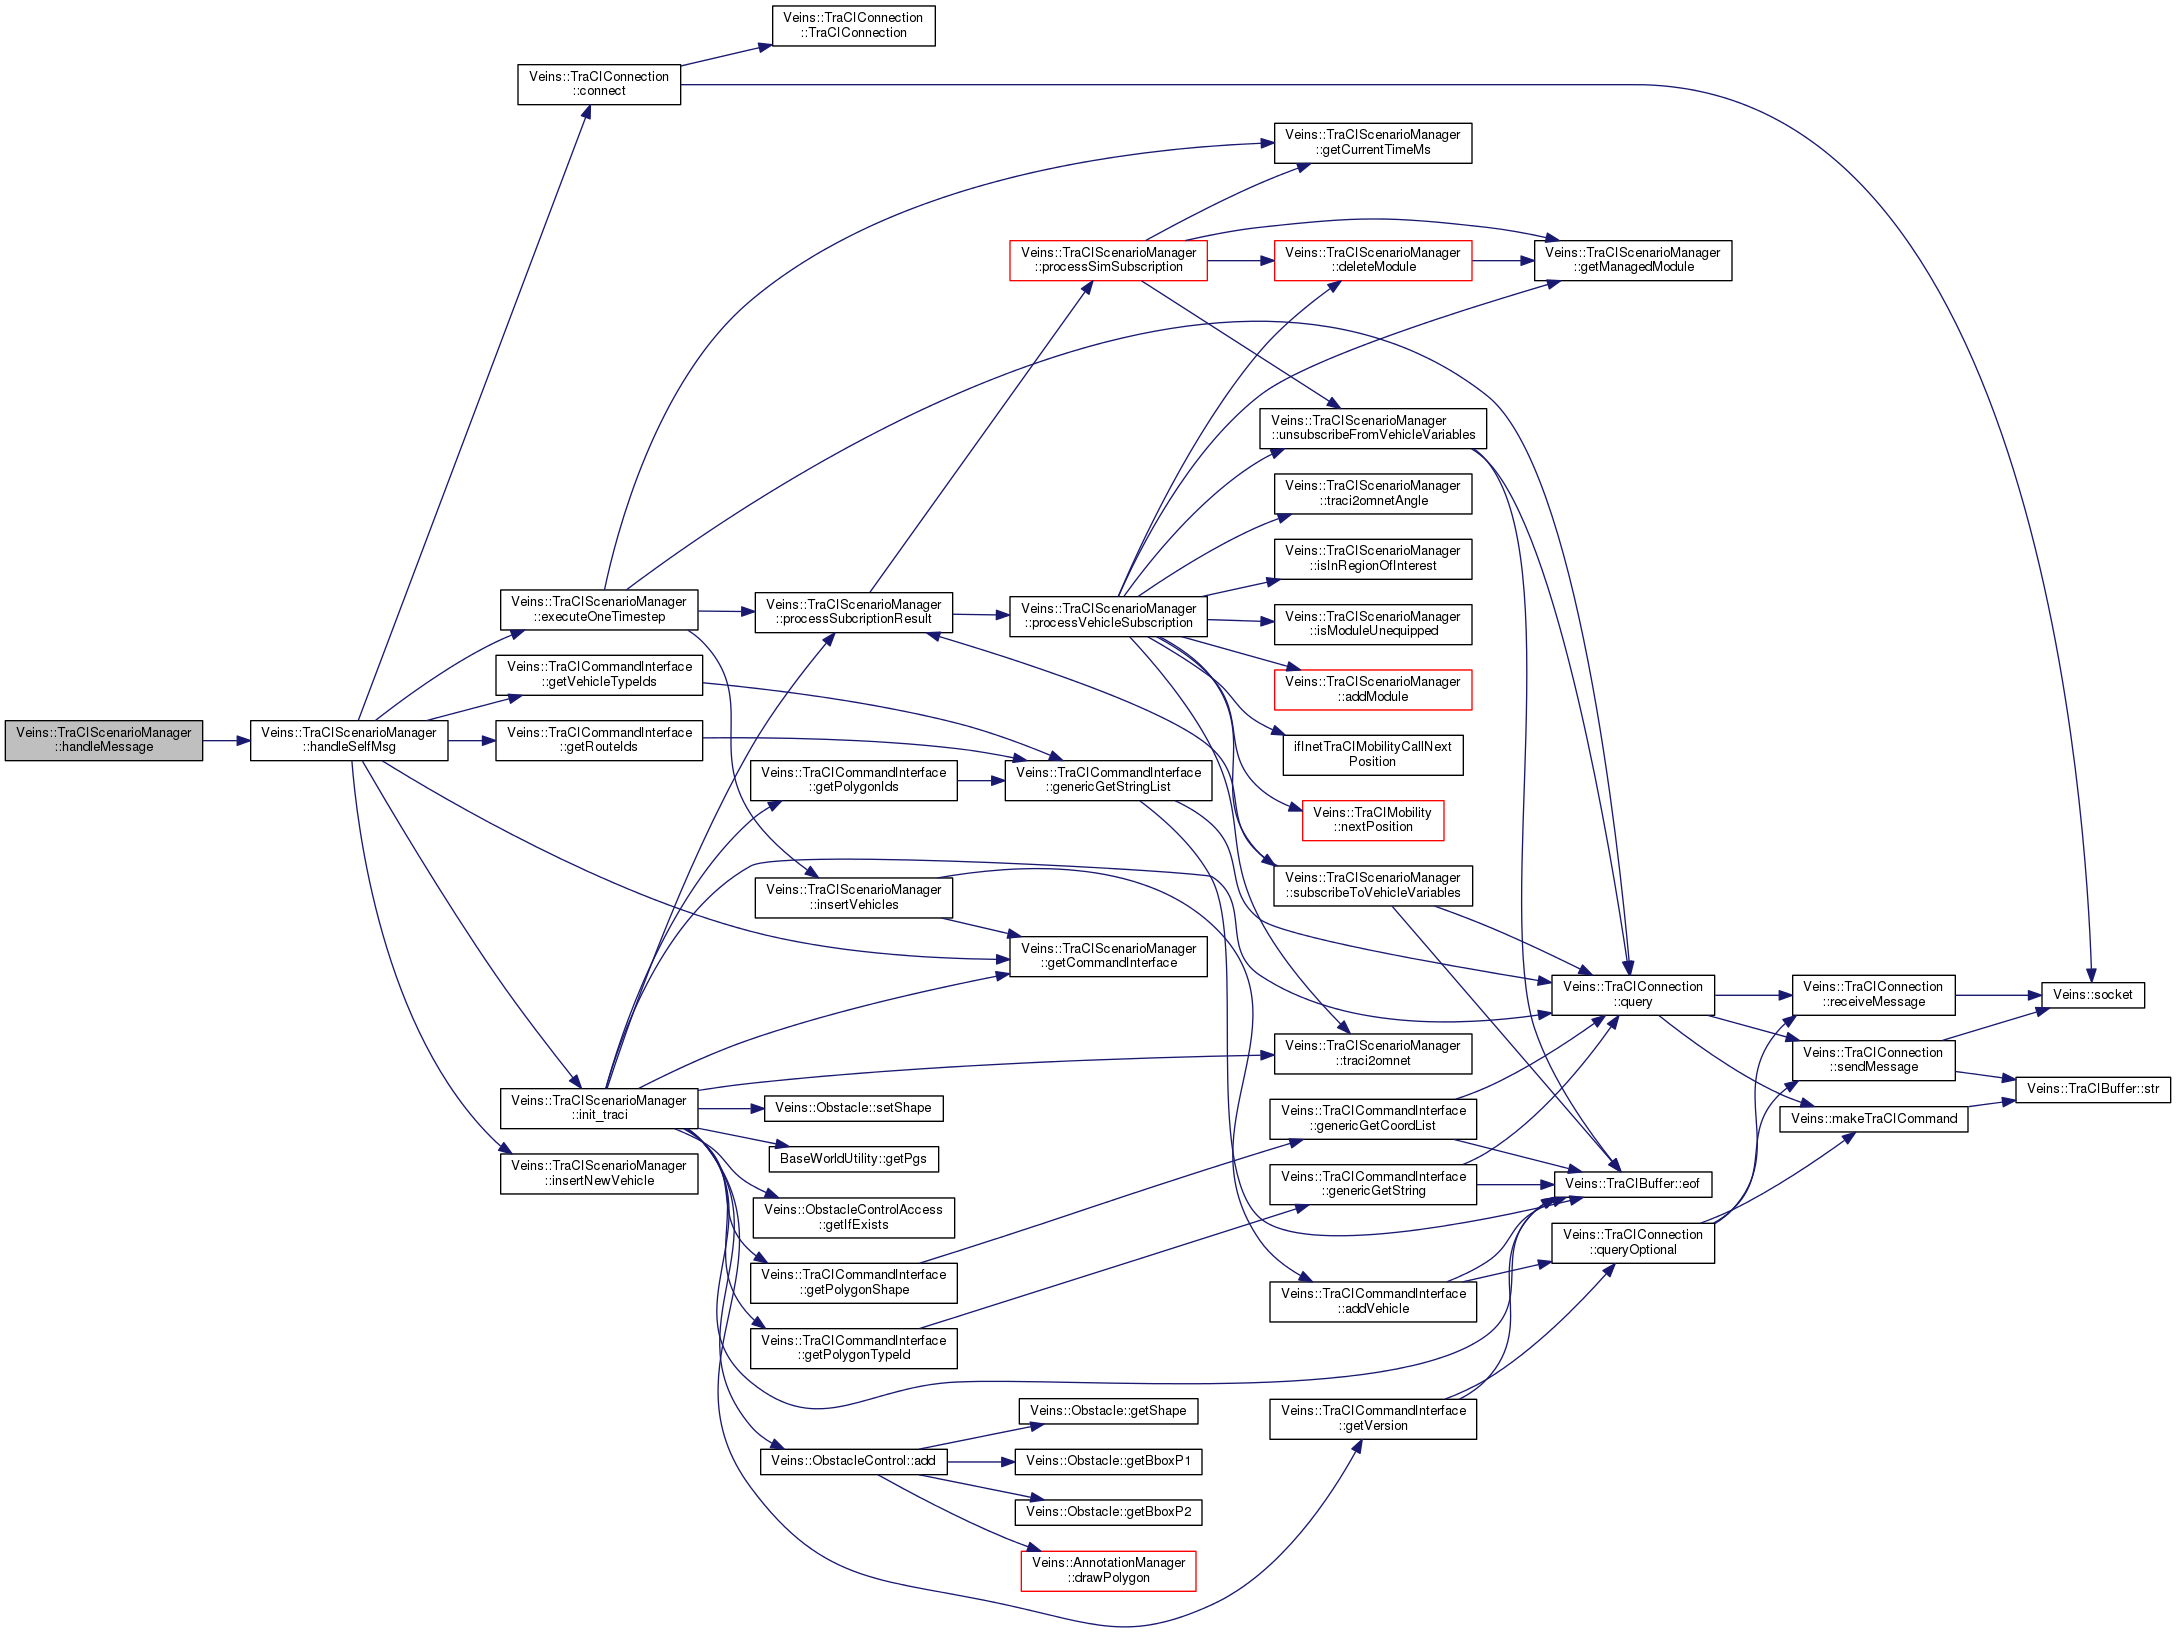 Veins::TraCIConnection
::TraCIConnection
Veins::TraCIConnection
::connect
Veins::TraCIScenarioManager
::getCurrentTimeMs
Veins::TraCIScenarioManager
::processSimSubscription
Veins::TraCIScenarioManager
::deleteModule
Veins::TraCIScenarioManager
::getManagedModule
Veins::TraCIScenarioManager
::unsubscribeFromVehicleVariables
Veins::TraCIScenarioManager
::traci2omnetAngle
Veins::TraCIScenarioManager
::isInRegionOfInterest
Veins::TraCIScenarioManager
::executeOneTimestep
Veins::TraCIScenarioManager
::processSubcriptionResult
Veins::TraCIScenarioManager
::processVehicleSubscription
Veins::TraCIScenarioManager
::isModuleUnequipped
Veins::TraCICommandInterface
::getVehicleTypeIds
Veins::TraCIScenarioManager
::addModule
Veins::TraCIScenarioManager
::handleMessage
Veins::TraCIScenarioManager
::handleSelfMsg
Veins::TraCICommandInterface
::getRouteIds
ifInetTraCIMobilityCallNext
Position
Veins::TraCICommandInterface
::getPolygonIds
Veins::TraCICommandInterface
::genericGetStringList
Veins::TraCIMobility
::nextPosition
Veins::TraCIScenarioManager
::insertVehicles
Veins::TraCIScenarioManager
::subscribeToVehicleVariables
Veins::TraCIScenarioManager
::getCommandInterface
Veins::TraCIConnection
::query
Veins::TraCIConnection
::receiveMessage
Veins::socket
Veins::TraCIScenarioManager
::traci2omnet
Veins::TraCIConnection
::sendMessage
Veins::TraCIBuffer::str
Veins::TraCIScenarioManager
::init_traci
Veins::Obstacle::setShape
Veins::TraCICommandInterface
::genericGetCoordList
Veins::makeTraCICommand
BaseWorldUtility::getPgs
Veins::TraCIScenarioManager
::insertNewVehicle
Veins::TraCICommandInterface
::genericGetString
Veins::TraCIBuffer::eof
Veins::ObstacleControlAccess
::getIfExists
Veins::TraCIConnection
::queryOptional
Veins::TraCICommandInterface
::getPolygonShape
Veins::TraCICommandInterface
::addVehicle
Veins::TraCICommandInterface
::getPolygonTypeId
Veins::Obstacle::getShape
Veins::TraCICommandInterface
::getVersion
Veins::ObstacleControl::add
Veins::Obstacle::getBboxP1
Veins::Obstacle::getBboxP2
Veins::AnnotationManager
::drawPolygon